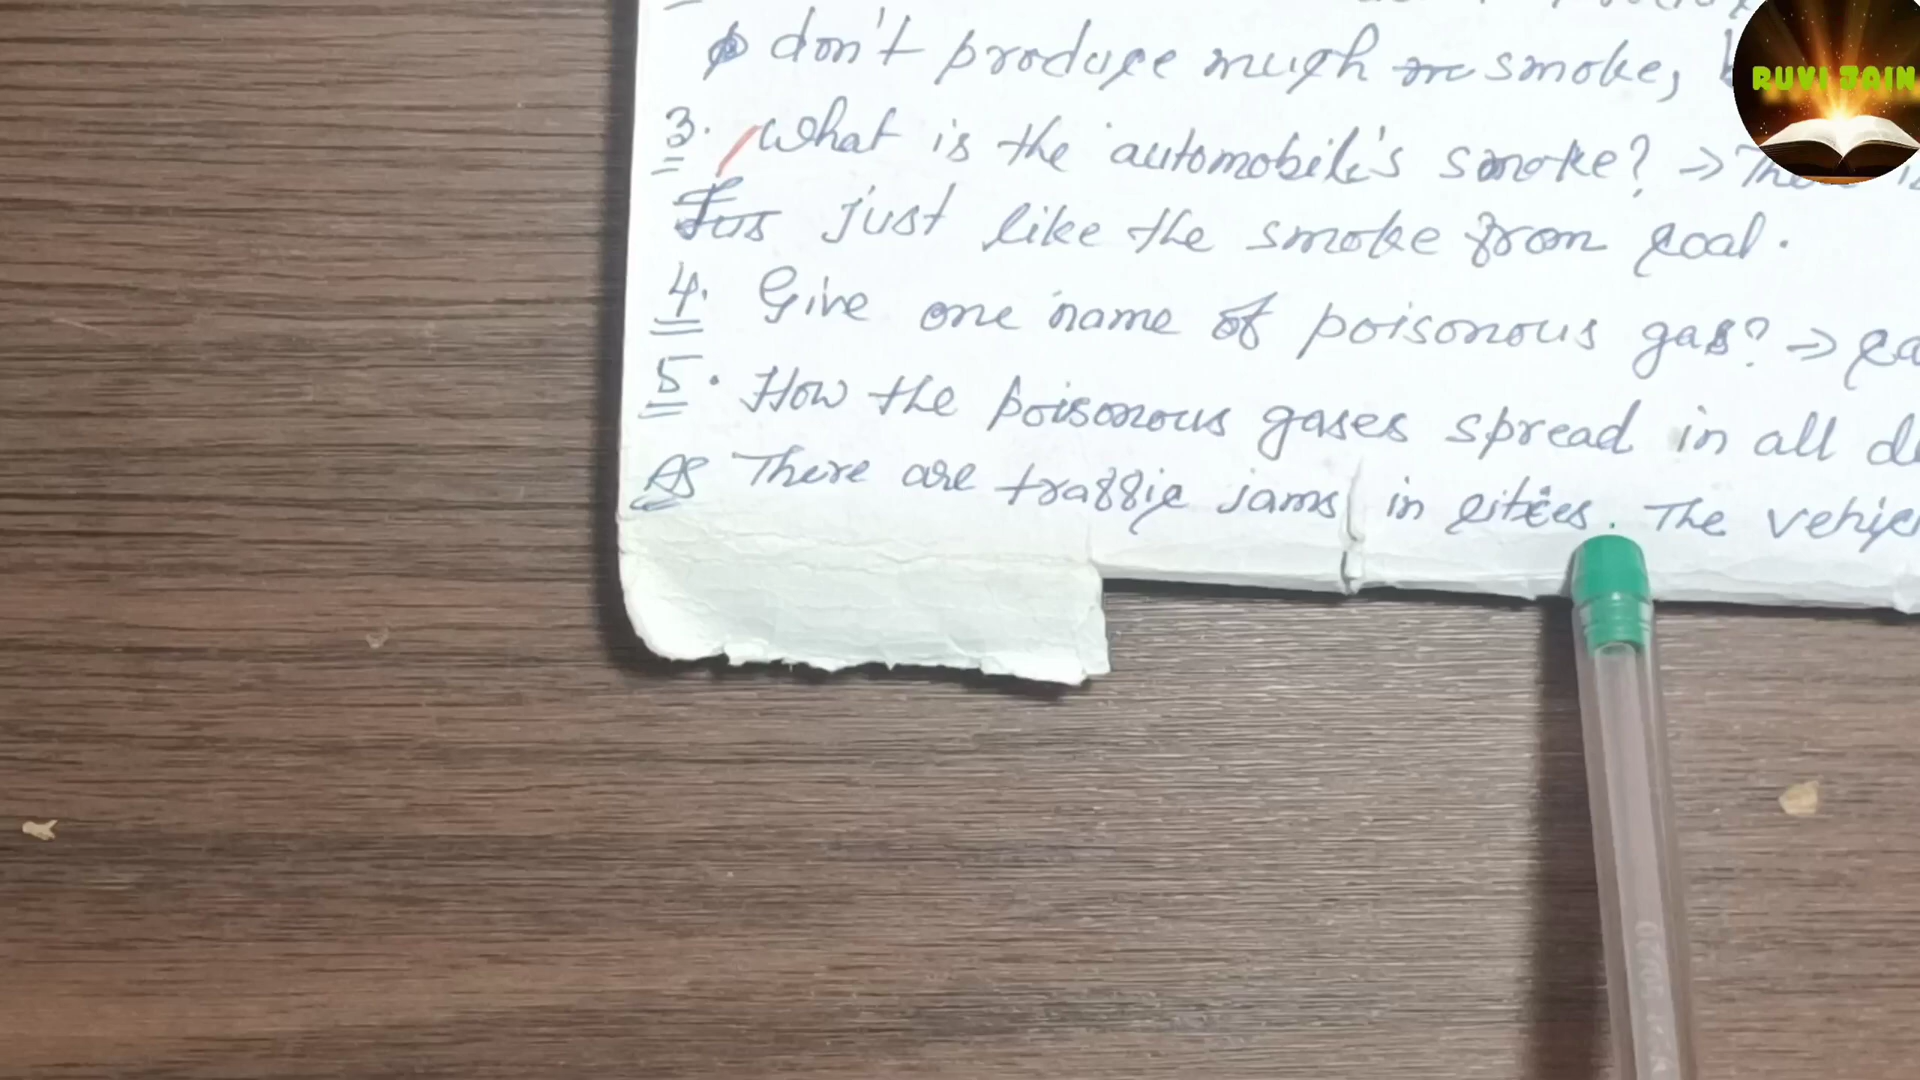 don't produce much smoke,
3. What is the automobile's smoke? →
just like the smoke from coal.
4. Give one name of poisonous gas? →
5. How the poisonous gases spread in all
As There are traffic jams in cities. The
RUVI JAIN